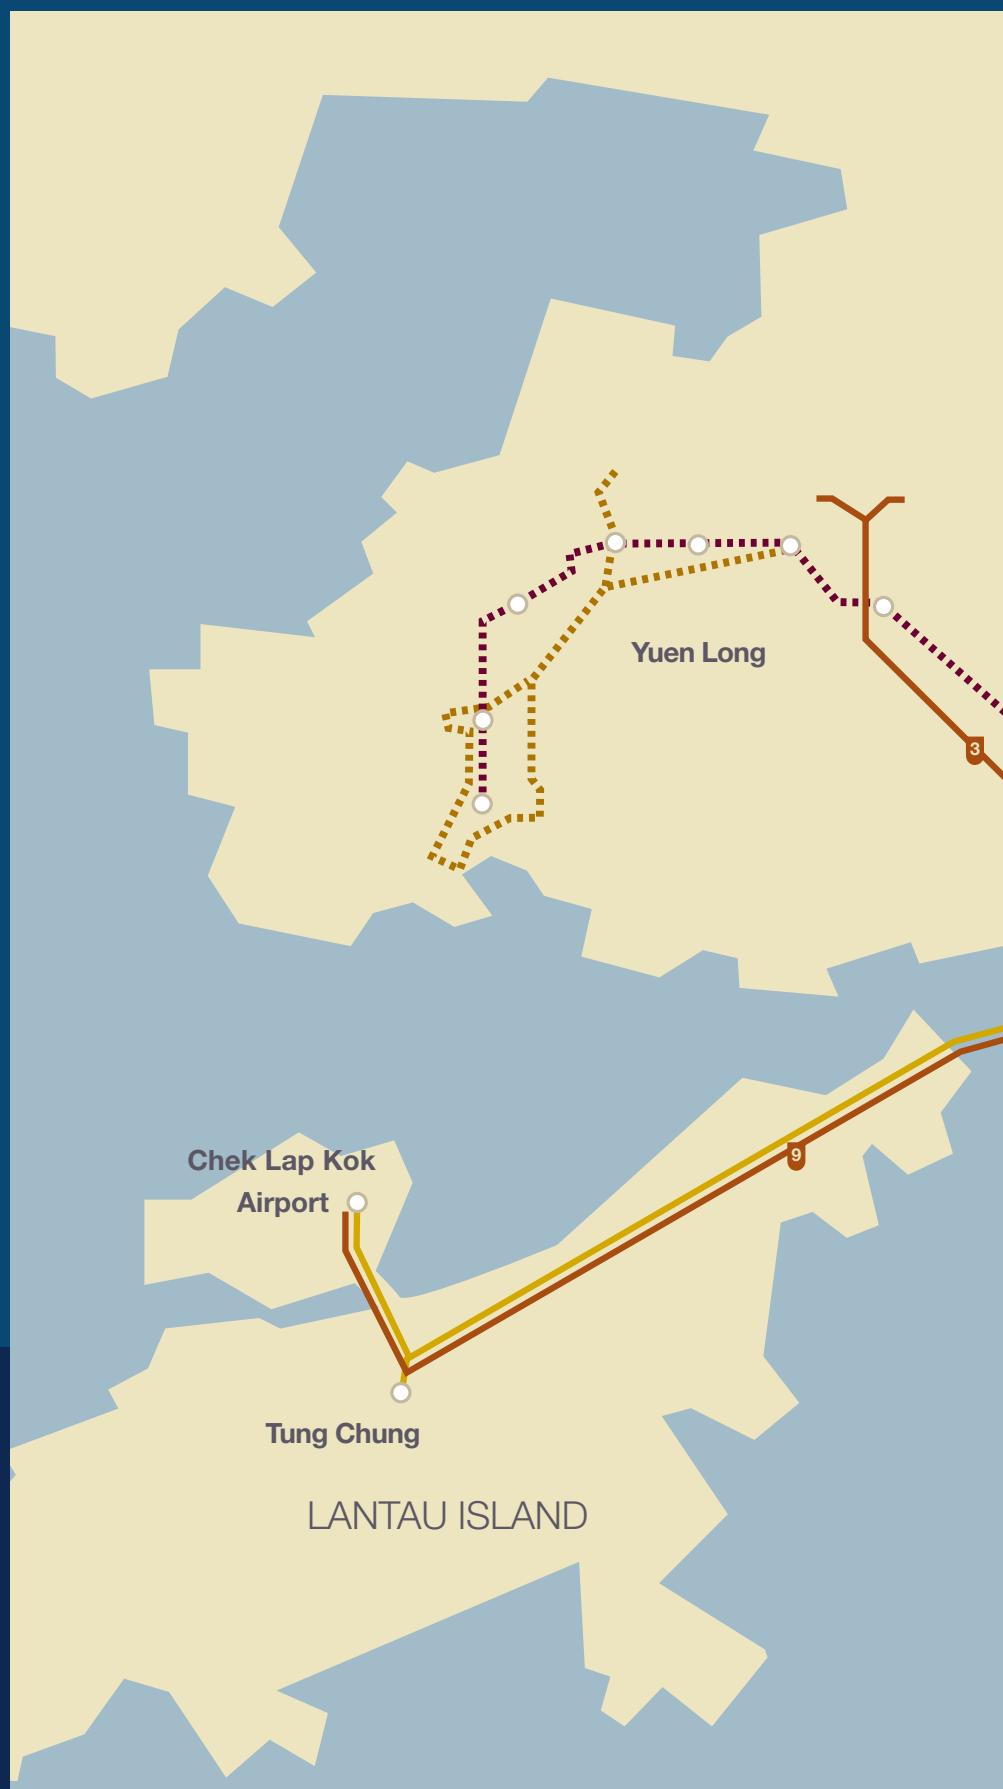 Yuen Long
3
9
Chek Lap Kok
Airport
Tung Chung
LANTAU ISLAND